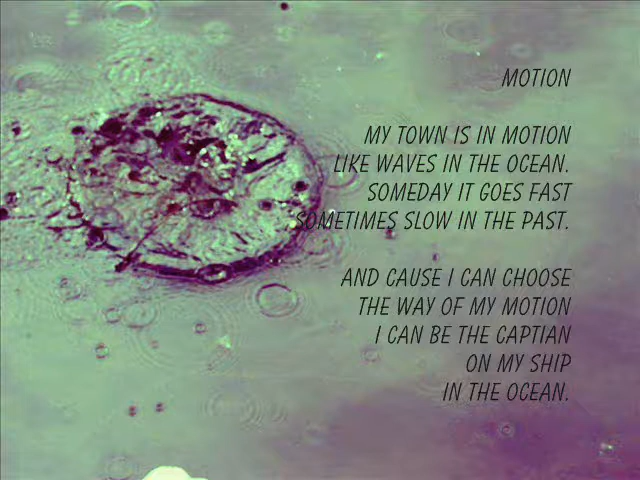 MOTION
MY TOWN IS IN MOTION
LIKE WAVES IN THE OCEAN.
SOMEDAY IT GOES FAST
SOMETIMES SLOW IN THE PAST.
AND CAUSE I CAN CHOOSE
THE WAY OF MY MOTION
I CAN BE THE CAPTIAN
ON MY SHIP
IN THE OCEAN.